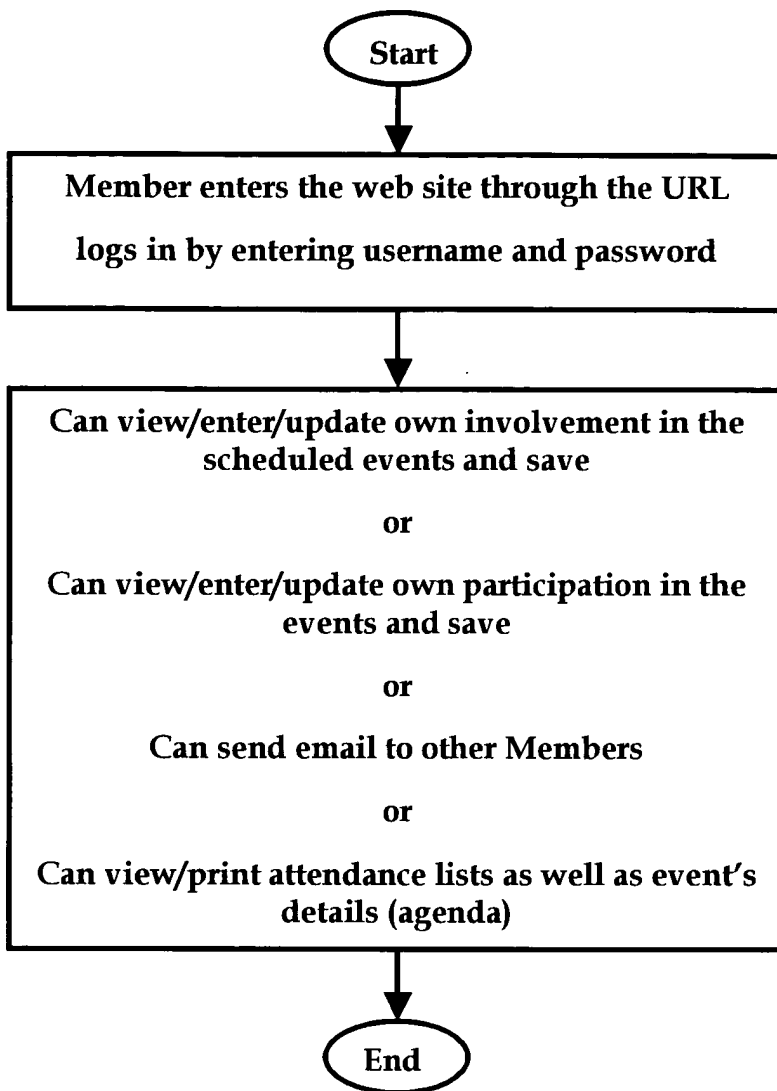 Start
Member enters the web site through the URL
logs in by entering username and password
Can view/enter/update own involvement in the
scheduled events and save
or
Can view/enter/update own participation in the
events and save
or
Can send email to other Members
or
Can view/print attendance lists as well as event's
details (agenda)
End